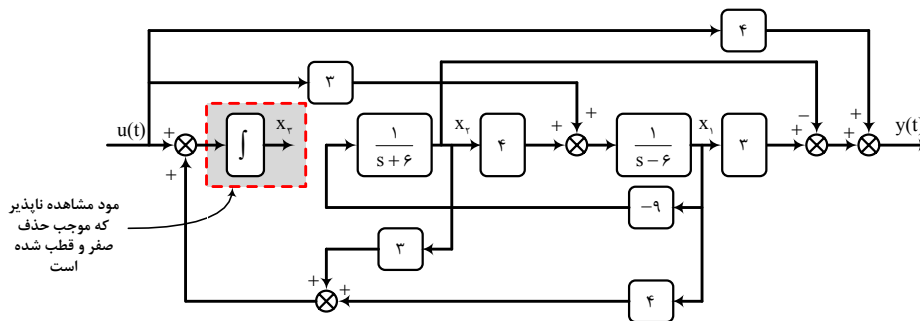 ۴
۳
u(t)
+
+
∫
x۳
۱
s+۶
x۲
۴
+
+
۱
s−۶
x۱
۳
+
−
+
+
y(t)
−۹
۳
۴
+
+
مود مشاهده ناپذیر
که موجب حذف
صفر و قطب شده
است